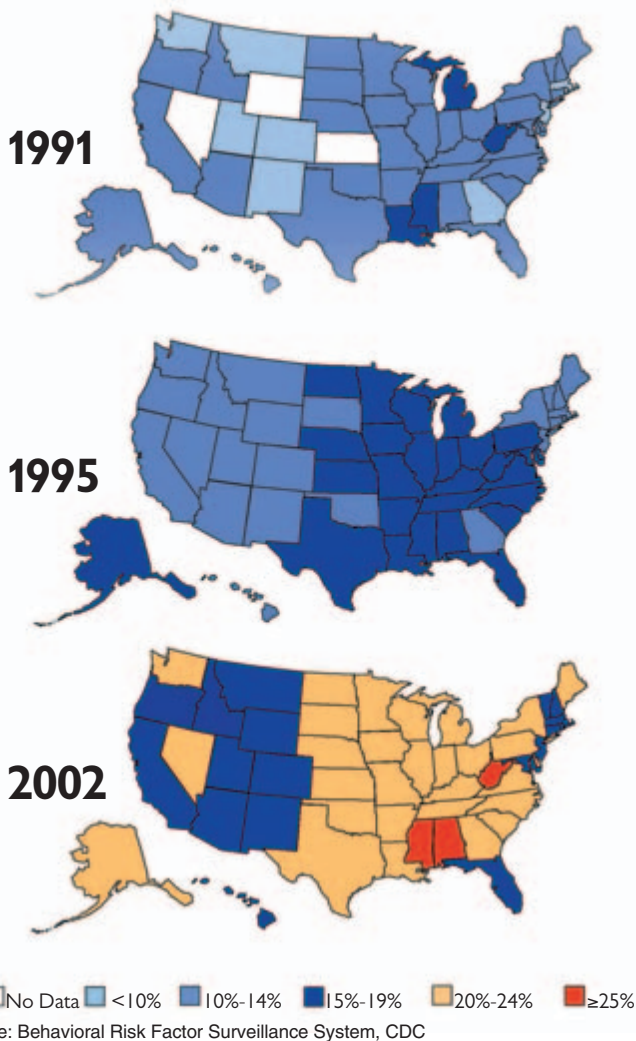 1991
1995
2002
No Data <10% 10%-14% 15%-19% 20%-24% ≥25%
e: Behavioral Risk Factor Surveillance System, CDC